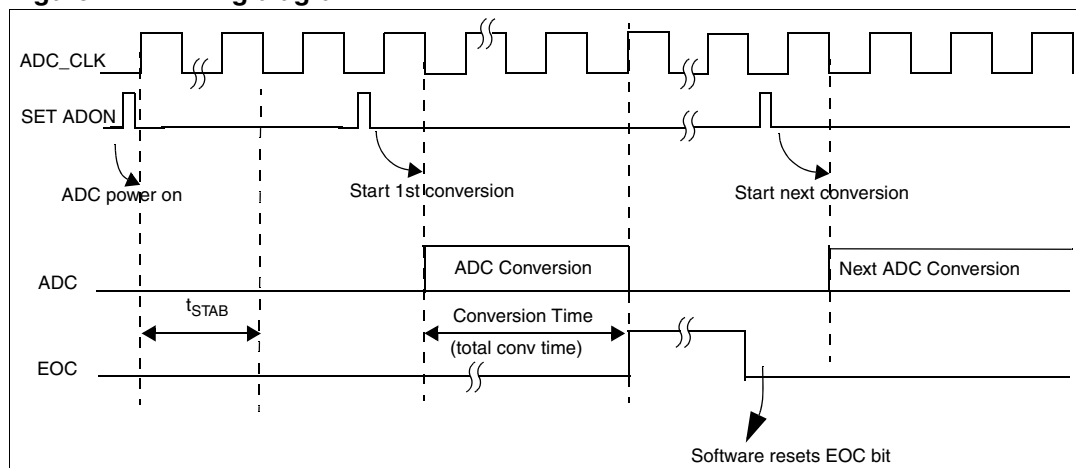 ADC_CLK
SET ADON
ADC power on
Start 1st conversion
Start next conversion
ADC
ADC Conversion
Next ADC Conversion
tSTAB
Conversion Time
(total conv time)
EOC
Software resets EOC bit